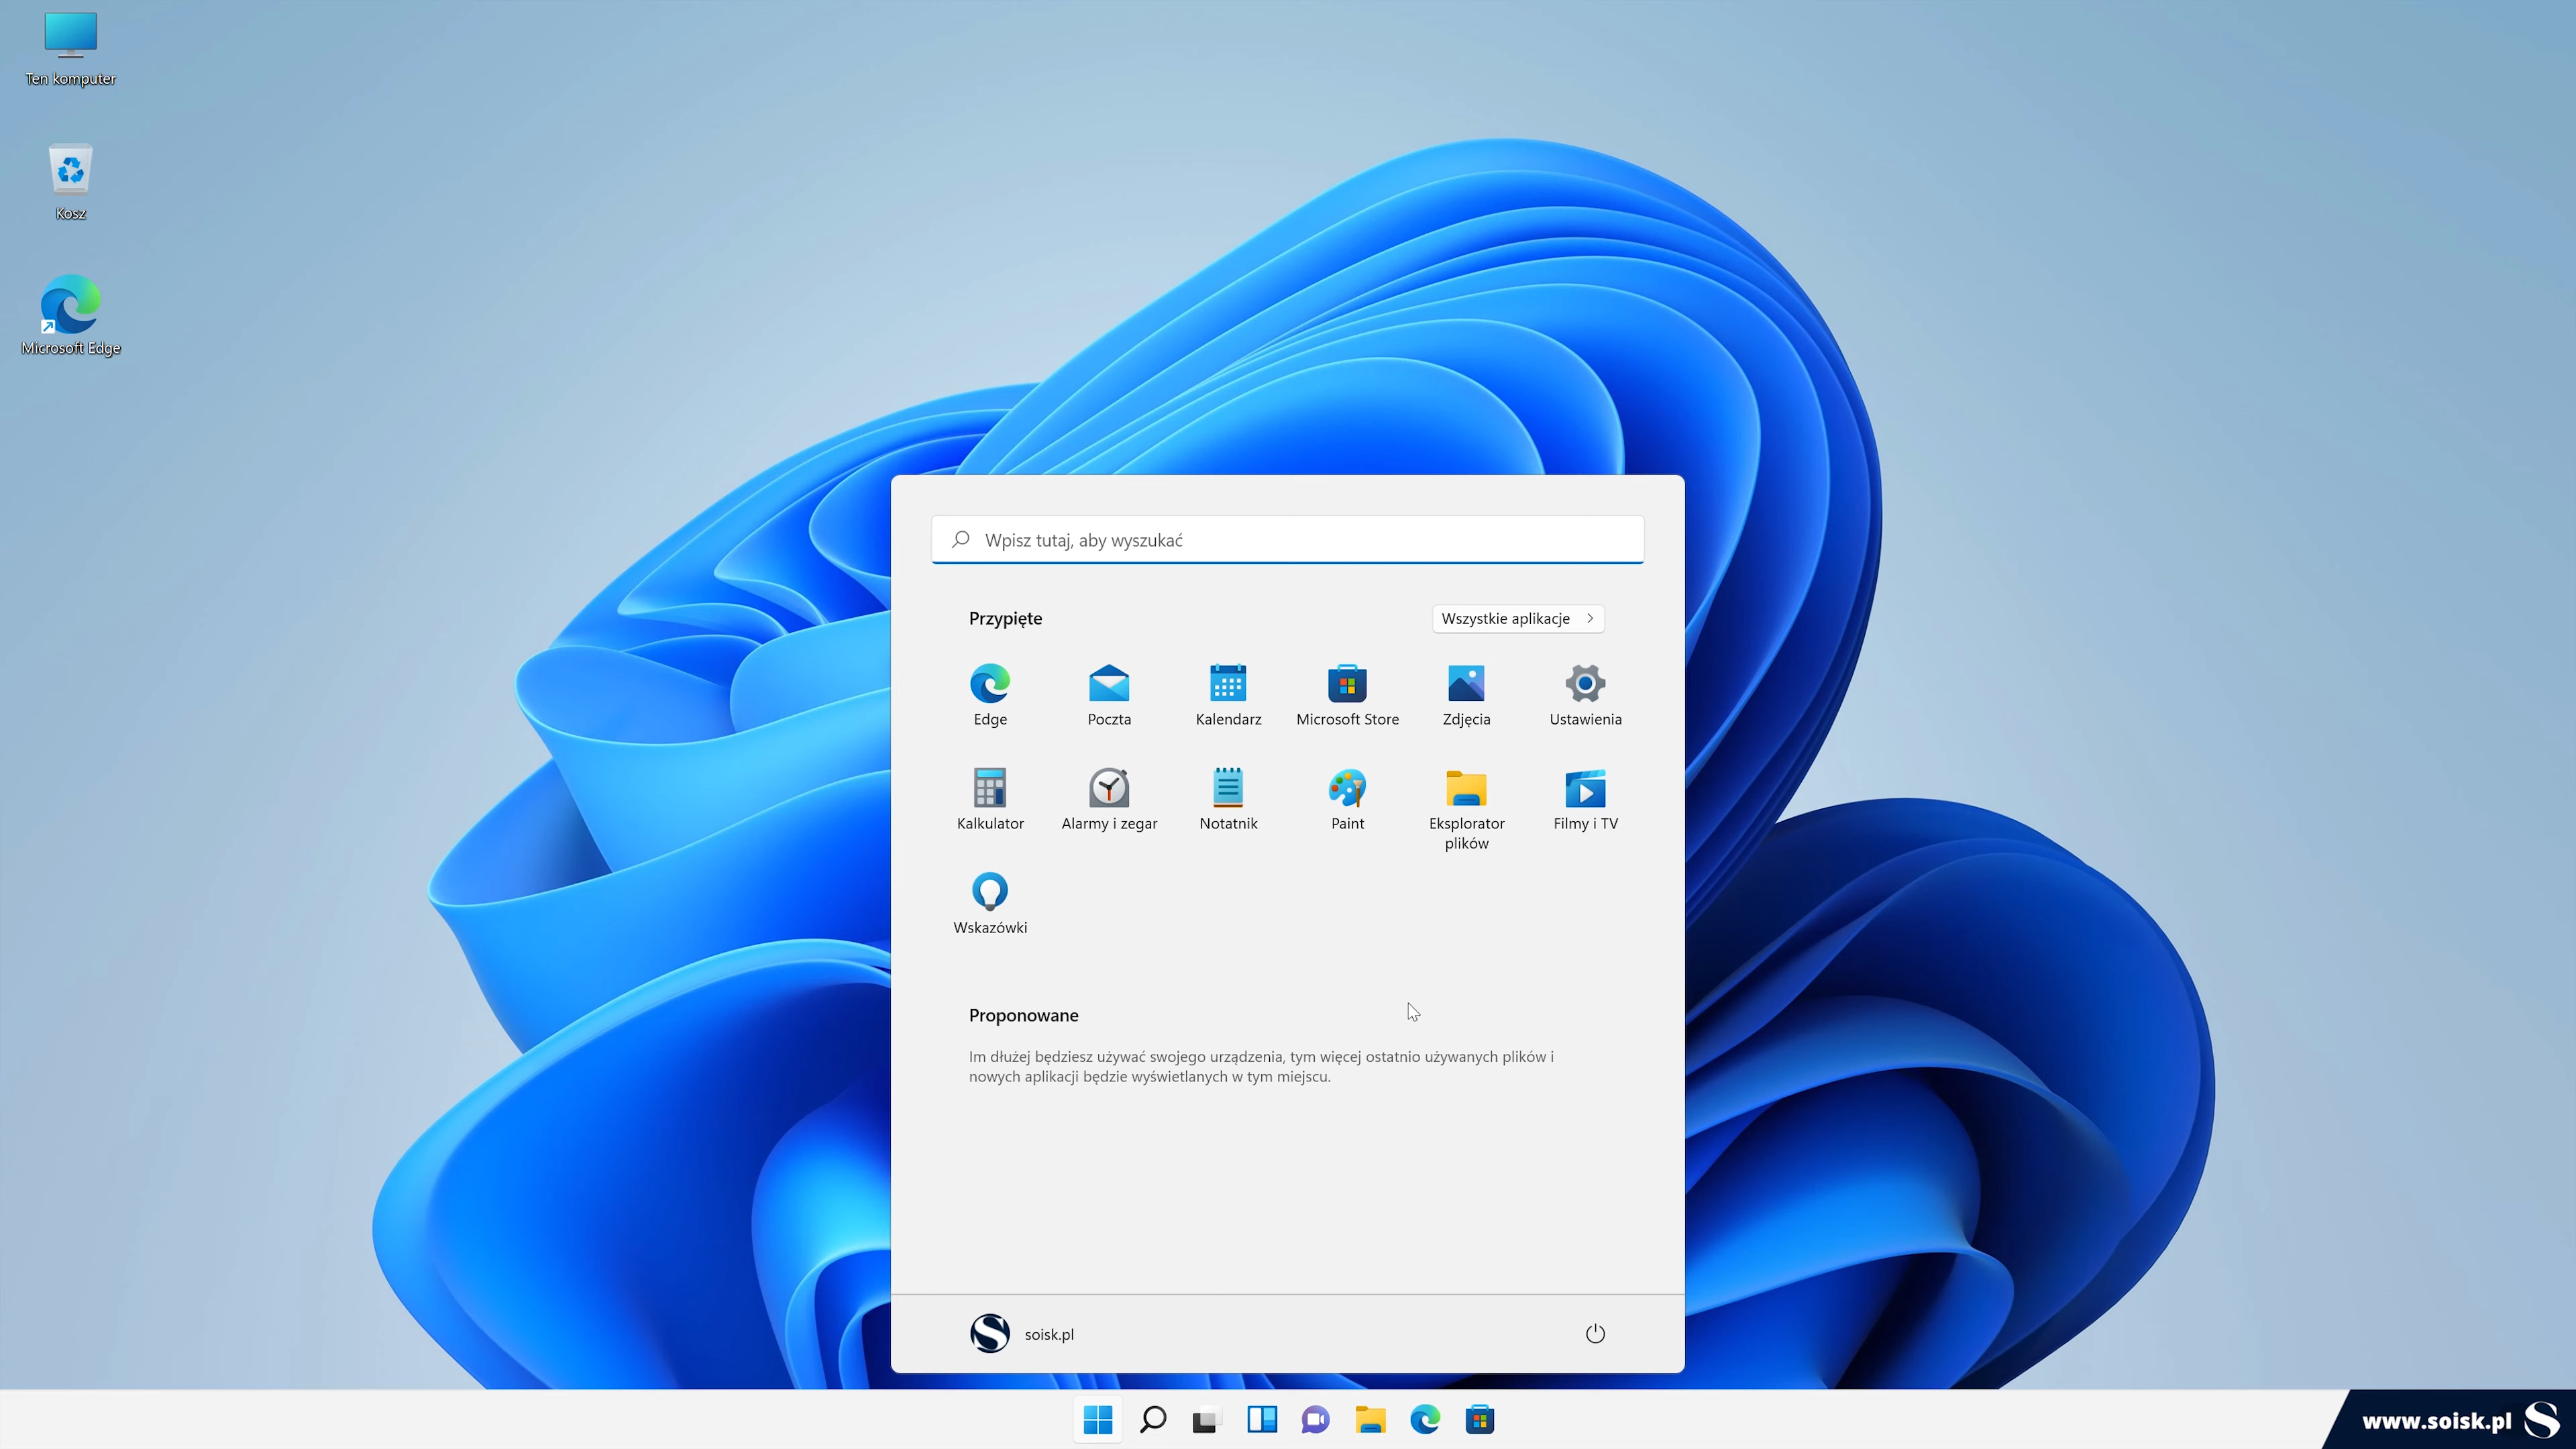 Ten komputer
Kosz
Microsoft Edge
Wpisz tutaj, aby wyszukać
Przypięte
Wszystkie aplikacje
Edge
Poczta
Kalendarz
Microsoft Store
Zdjęcia
Ustawienia
Kalkulator
Alarmy i zegar
Notatnik
Paint
Eksplorator
plików
Filmy i TV
Wskazówki
Proponowane
Im dłużej będziesz używać swojego urządzenia, tym więcej ostatnio używanych plików i
nowych aplikacji będzie wyświetlanych w tym miejscu.
soisk.pl
www.soisk.pl